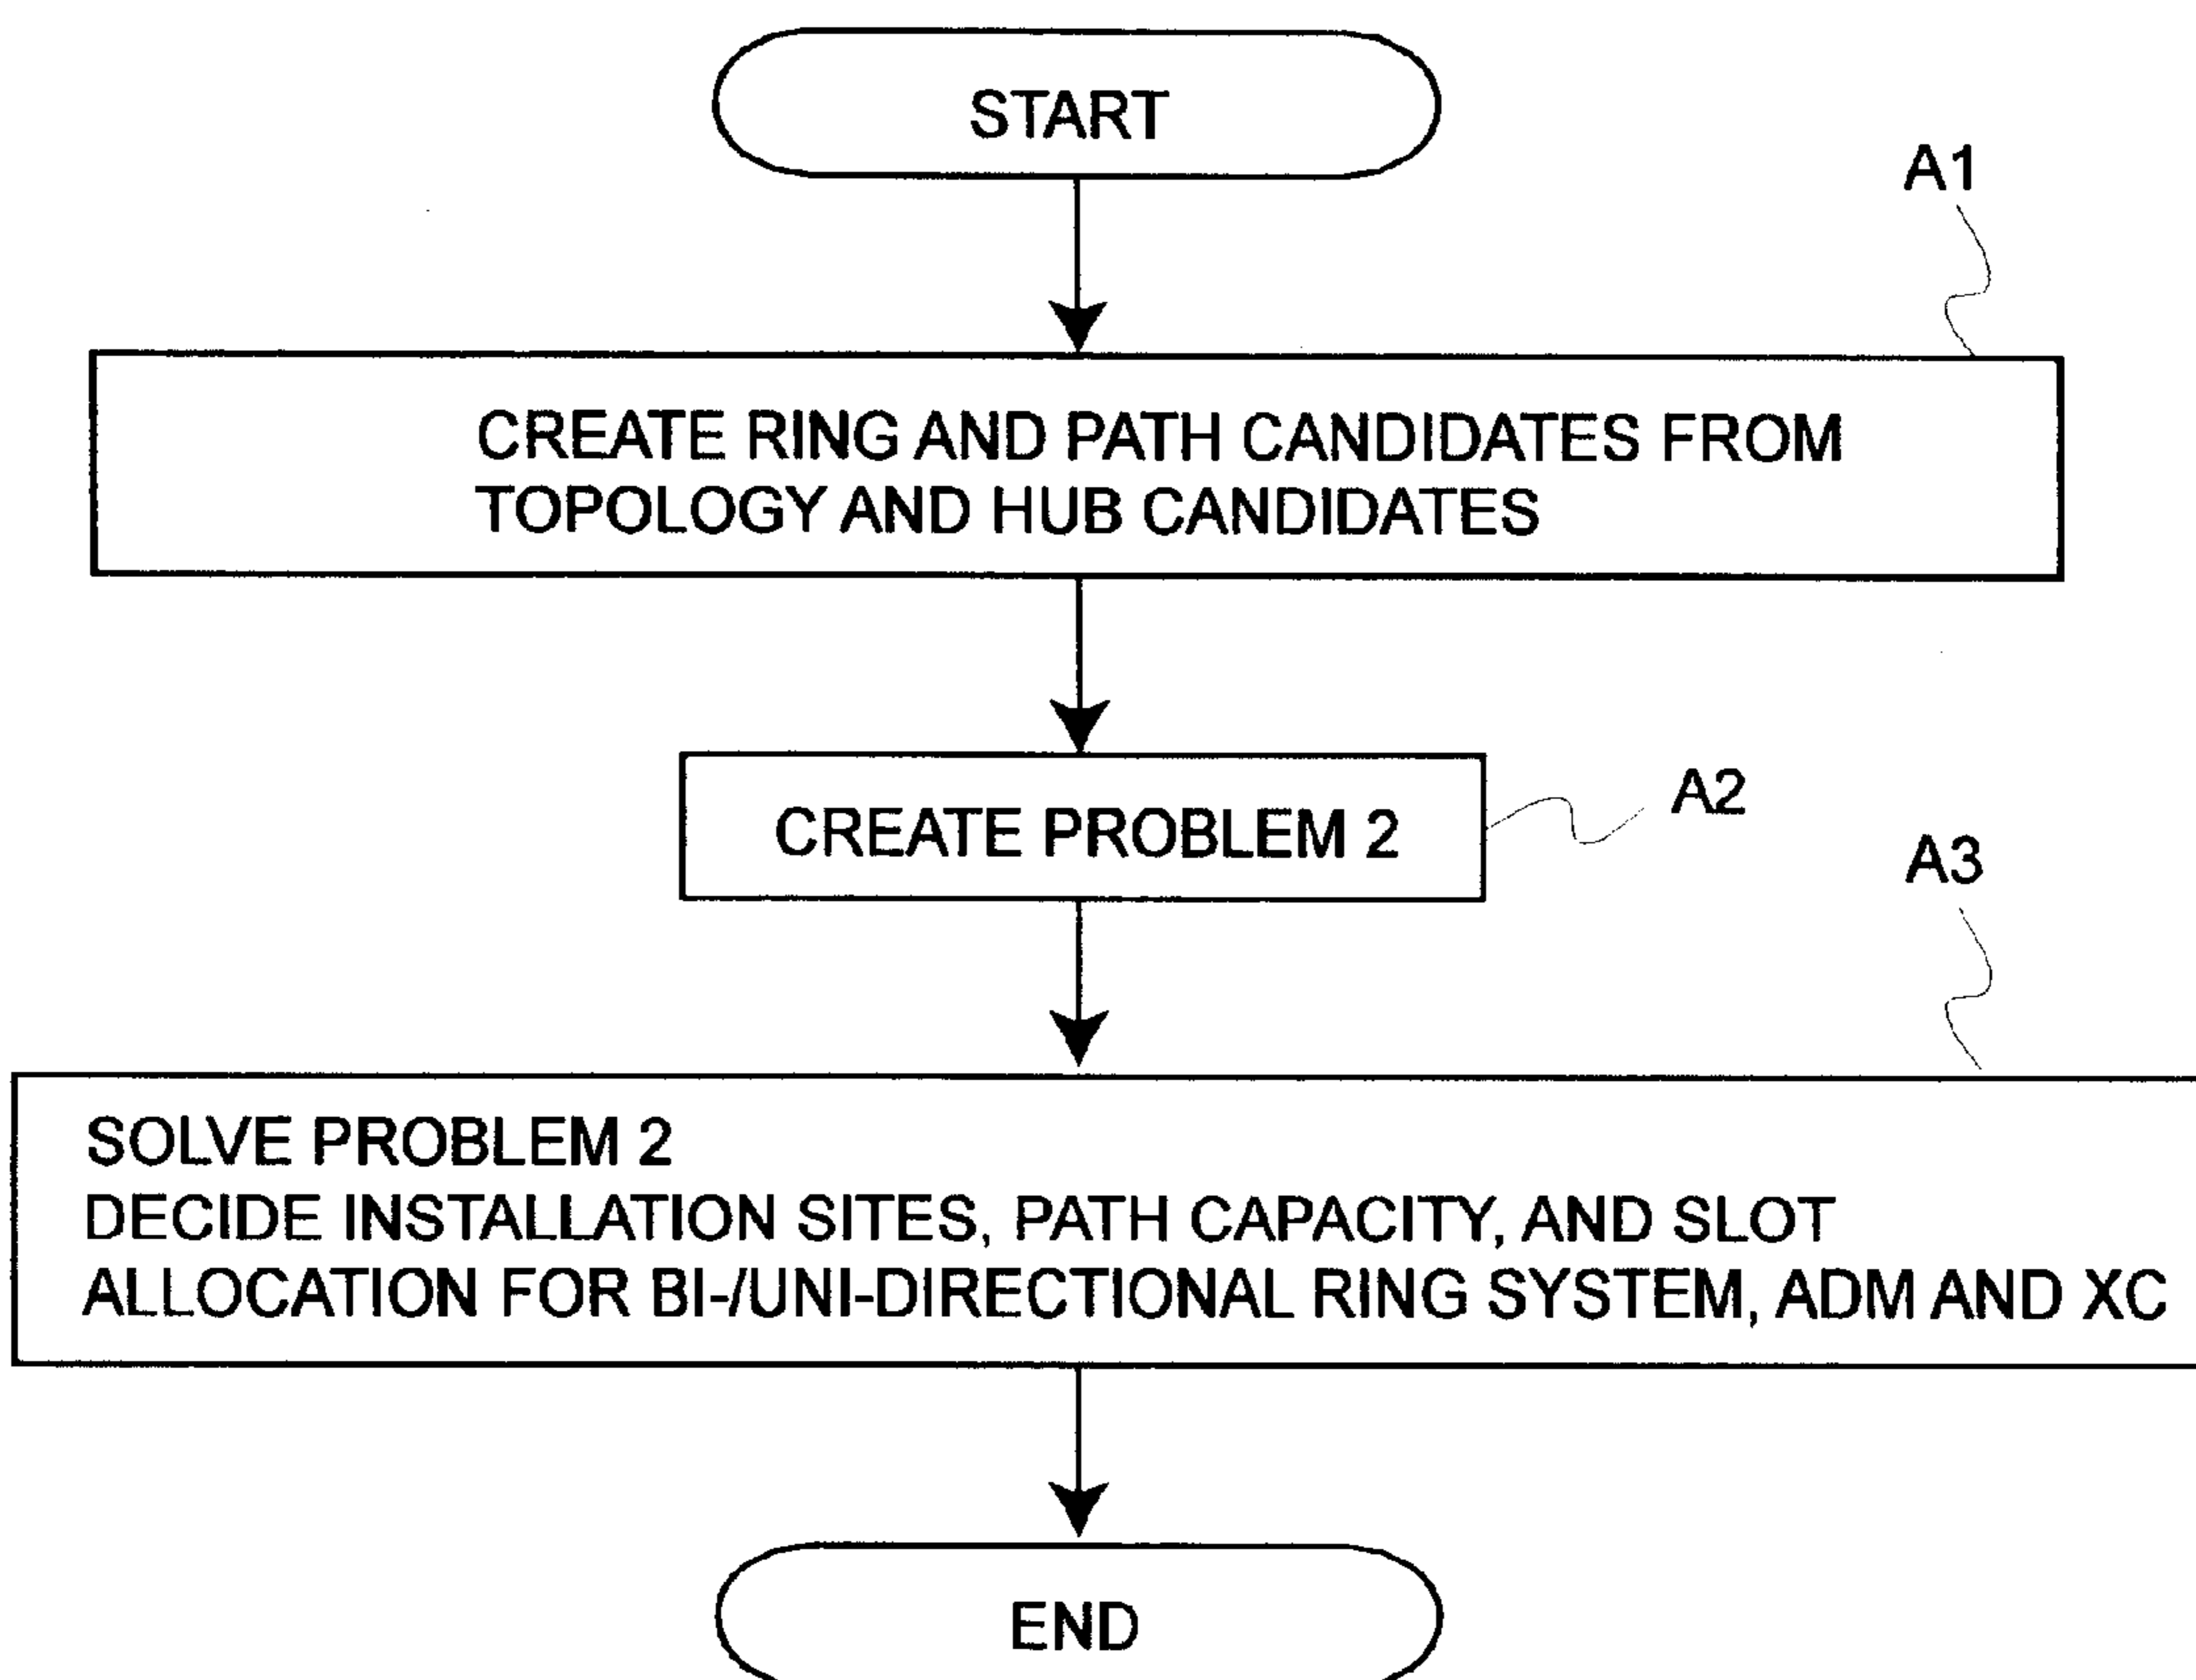 START
A1
CREATE RING AND PATH CANDIDATES FROM
TOPOLOGY AND HUB CANDIDATES
CREATE PROBLEM 2
A2
A3
SOLVE PROBLEM 2
DECIDE INSTALLATION SITES, PATH CAPACITY, AND SLOT
ALLOCATION FOR BI-/UNI-DIRECTIONAL RING SYSTEM, ADM AND XC
END